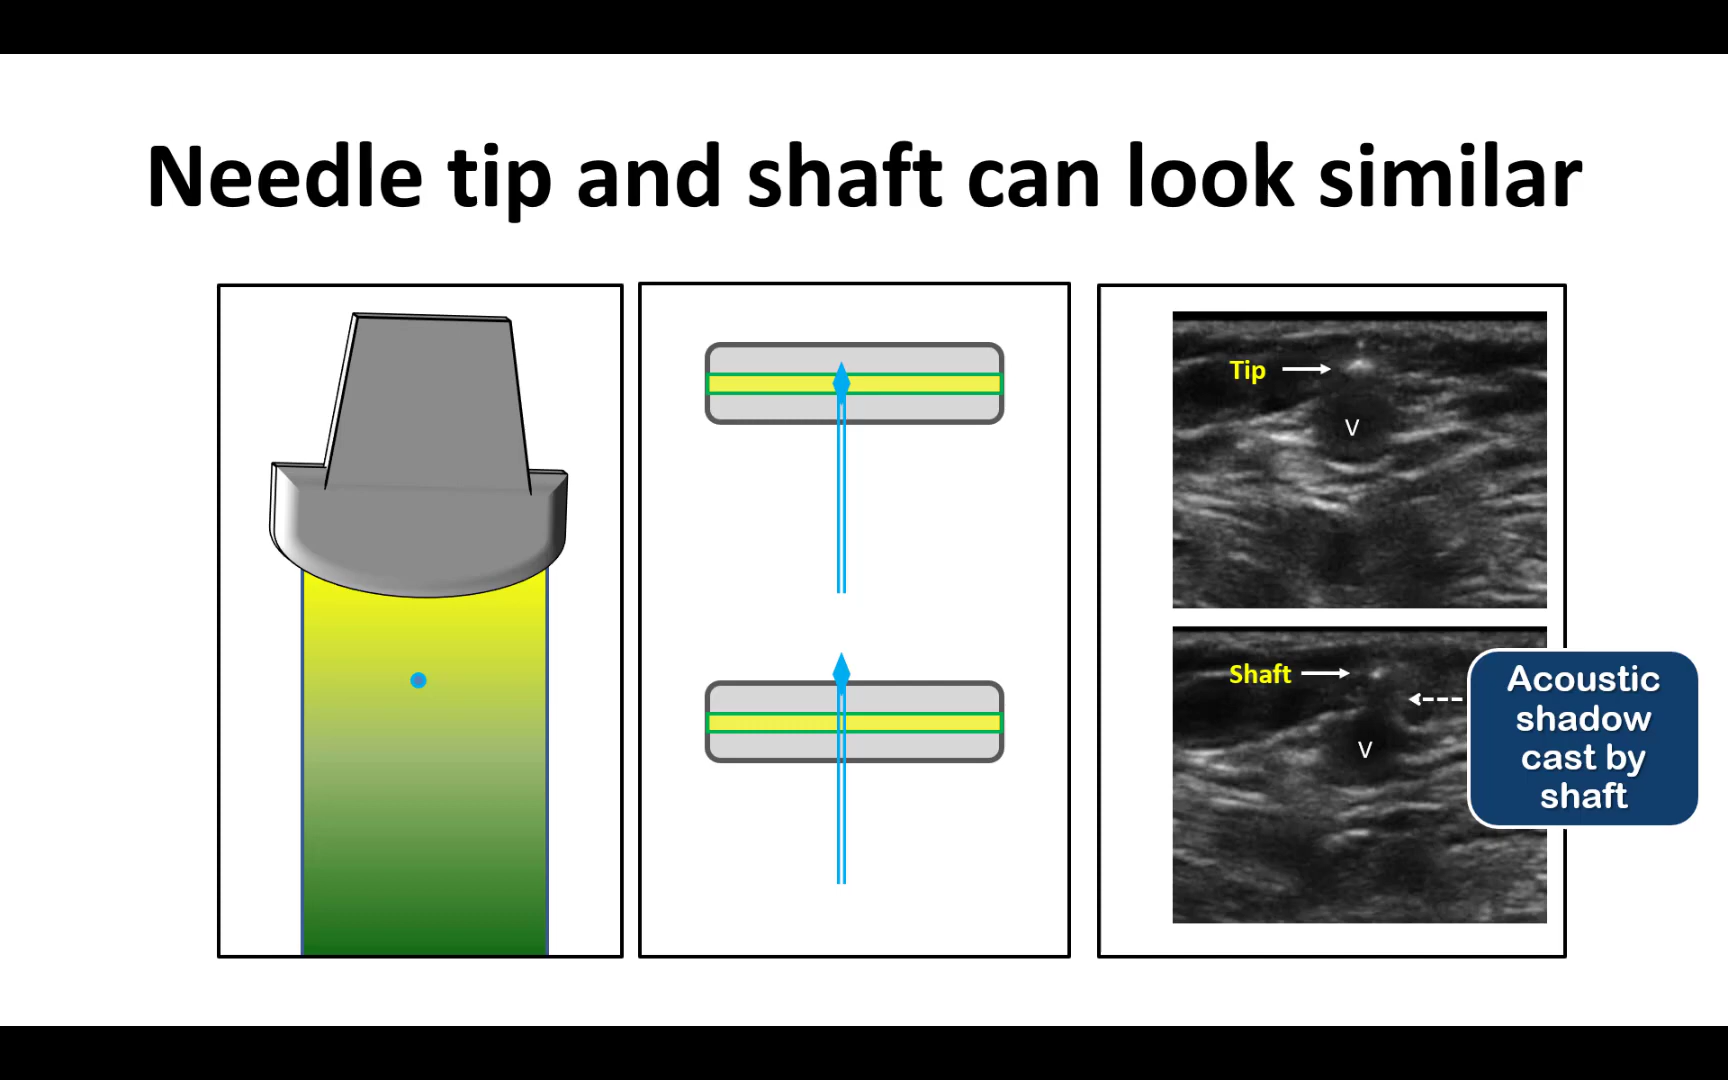 Needle tip and shaft can look similar
Tip
V
Shaft
V
Acoustic
shadow
cast by
shaft